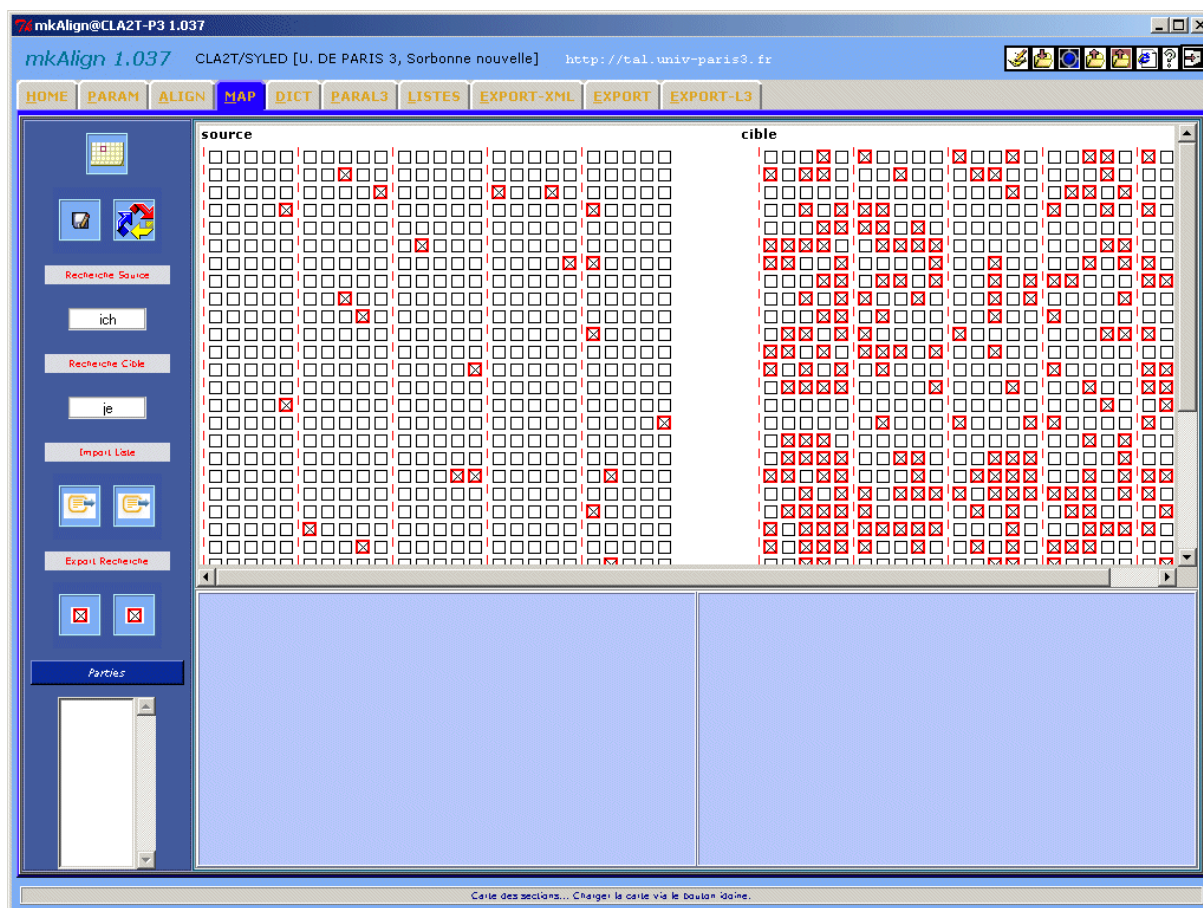 mkAlign@CLA2T-P3 1.037
mkAlign 1.037 CLA2T/SYLED [U. DE PARIS 3, Sorbonne nouvelle] http://tal.univ-paris3.fr
HOME PARAM ALIGN MAP DICT PARAL3 LISTES EXPORT-XML EXPORT EXPORT-L3
source cible
Recherche Source
ich
Recherche Cible
je
Import Liste
Export Recherche
Parties
Carte des sections... Charger la carte via le bouton idoine.